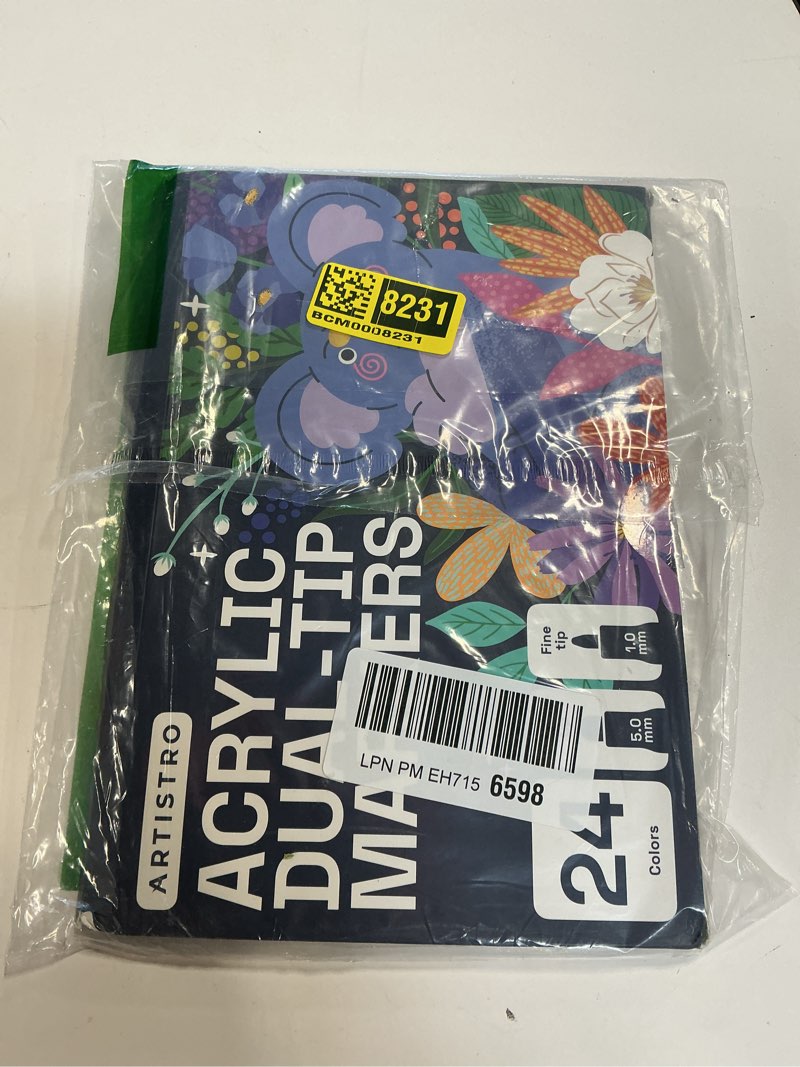 8231
BCM0008231
ARTISTRO
ACRYLIC
DUAL-TIP
MARKERS
LPN PM EH715 6598
Fine
tip
1.0
mm
5.0
mm
24
Colors